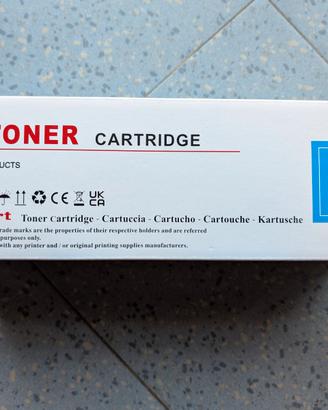 TONER CARTRIDGE
UCTS
CE UK CA
rt Toner Cartridge - Cartuccia - Cartucho - Cartouche - Kartusche
rade marks are the properties of their respective holders and are referred
purposes only.
with any printer and / or original printing supplies manufacturers.